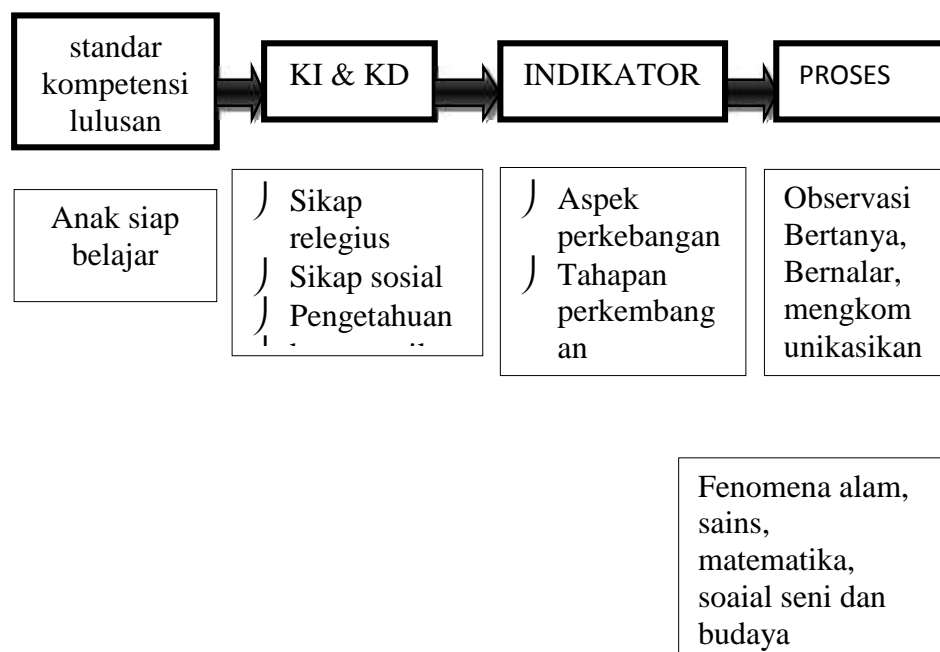 standar
kompetensi
lulusan
KI & KD
INDIKATOR
PROSES
Anak siap
belajar
Sikap
relegius
Sikap sosial
Pengetahuan
Aspek
perkebangan
Tahapan
perkembang
an
Observasi
Bertanya,
Bernalar,
mengkom
unikasikan
Fenomena alam,
sains,
matematika,
soaial seni dan
budaya